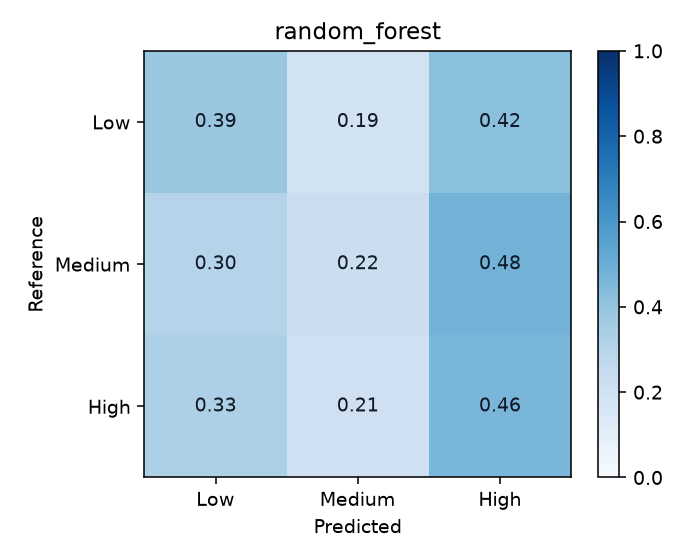 random_forest
1.0
Low 0.39 0.19 0.42
0.8
0.6
Reference
Medium 0.30 0.22 0.48
0.4
High 0.33 0.21 0.46
0.2
0.0
Low Medium High
Predicted